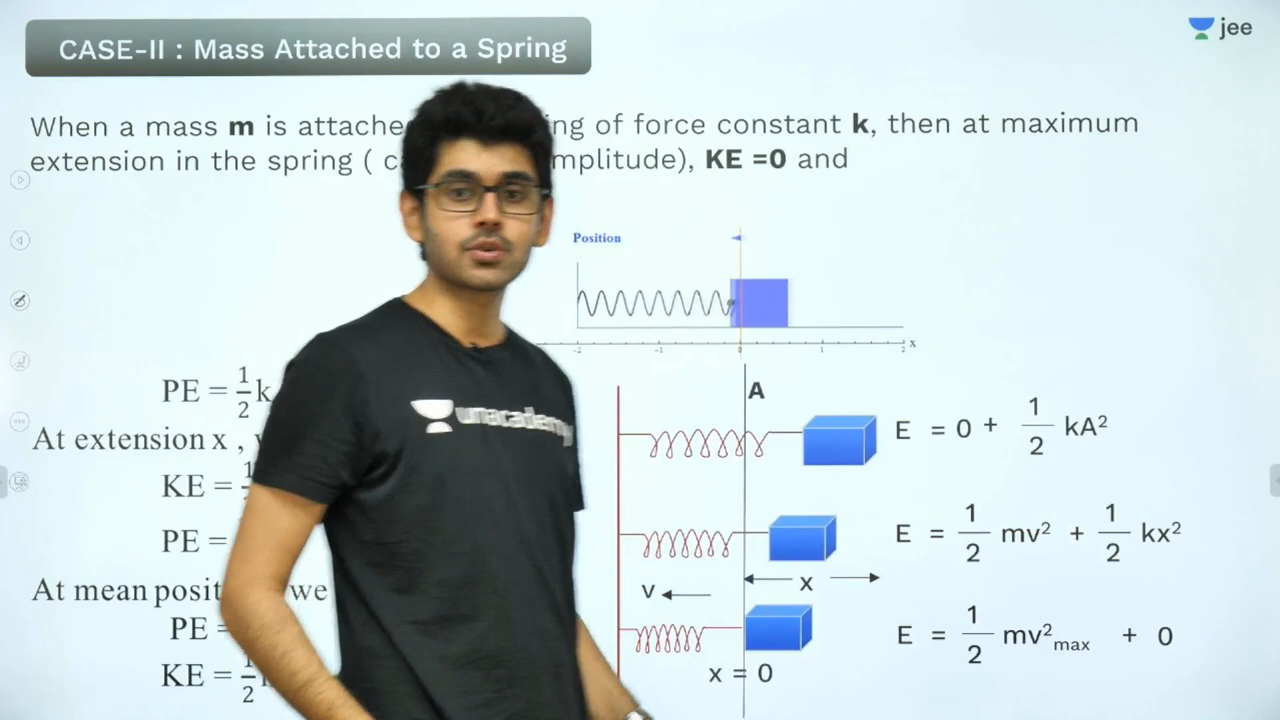 CASE-II : Mass Attached to a Spring
jee
When a mass m is attache ng of force constant k, then at maximum
extension in the spring ( c mplitude), KE =0 and
Position
-2 -1 0 1 2 x
A
PE = 1/2 k
E = 0 + 1/2 kA²
At extension x ,
KE =
unacademy
PE =
E = 1/2 mv² + 1/2 kx²
x
v
At mean posit we
PE
E = 1/2 mv²max + 0
KE = 1/2
x = 0